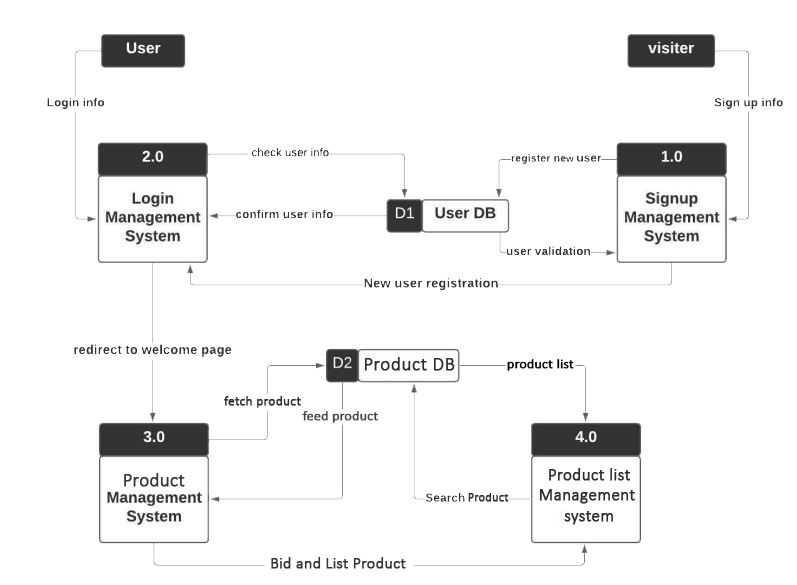 User
visiter
Login info
Sign up info
2.0
check user info
register new user
1.0
Login
Management
System
confirm user info
D1
User DB
Signup
Management
System
user validation
New user registration
redirect to welcome page
D2
Product DB
product list
fetch product
feed product
3.0
4.0
Product
Management
System
Search Product
Product list
Management
system
Bid and List Product